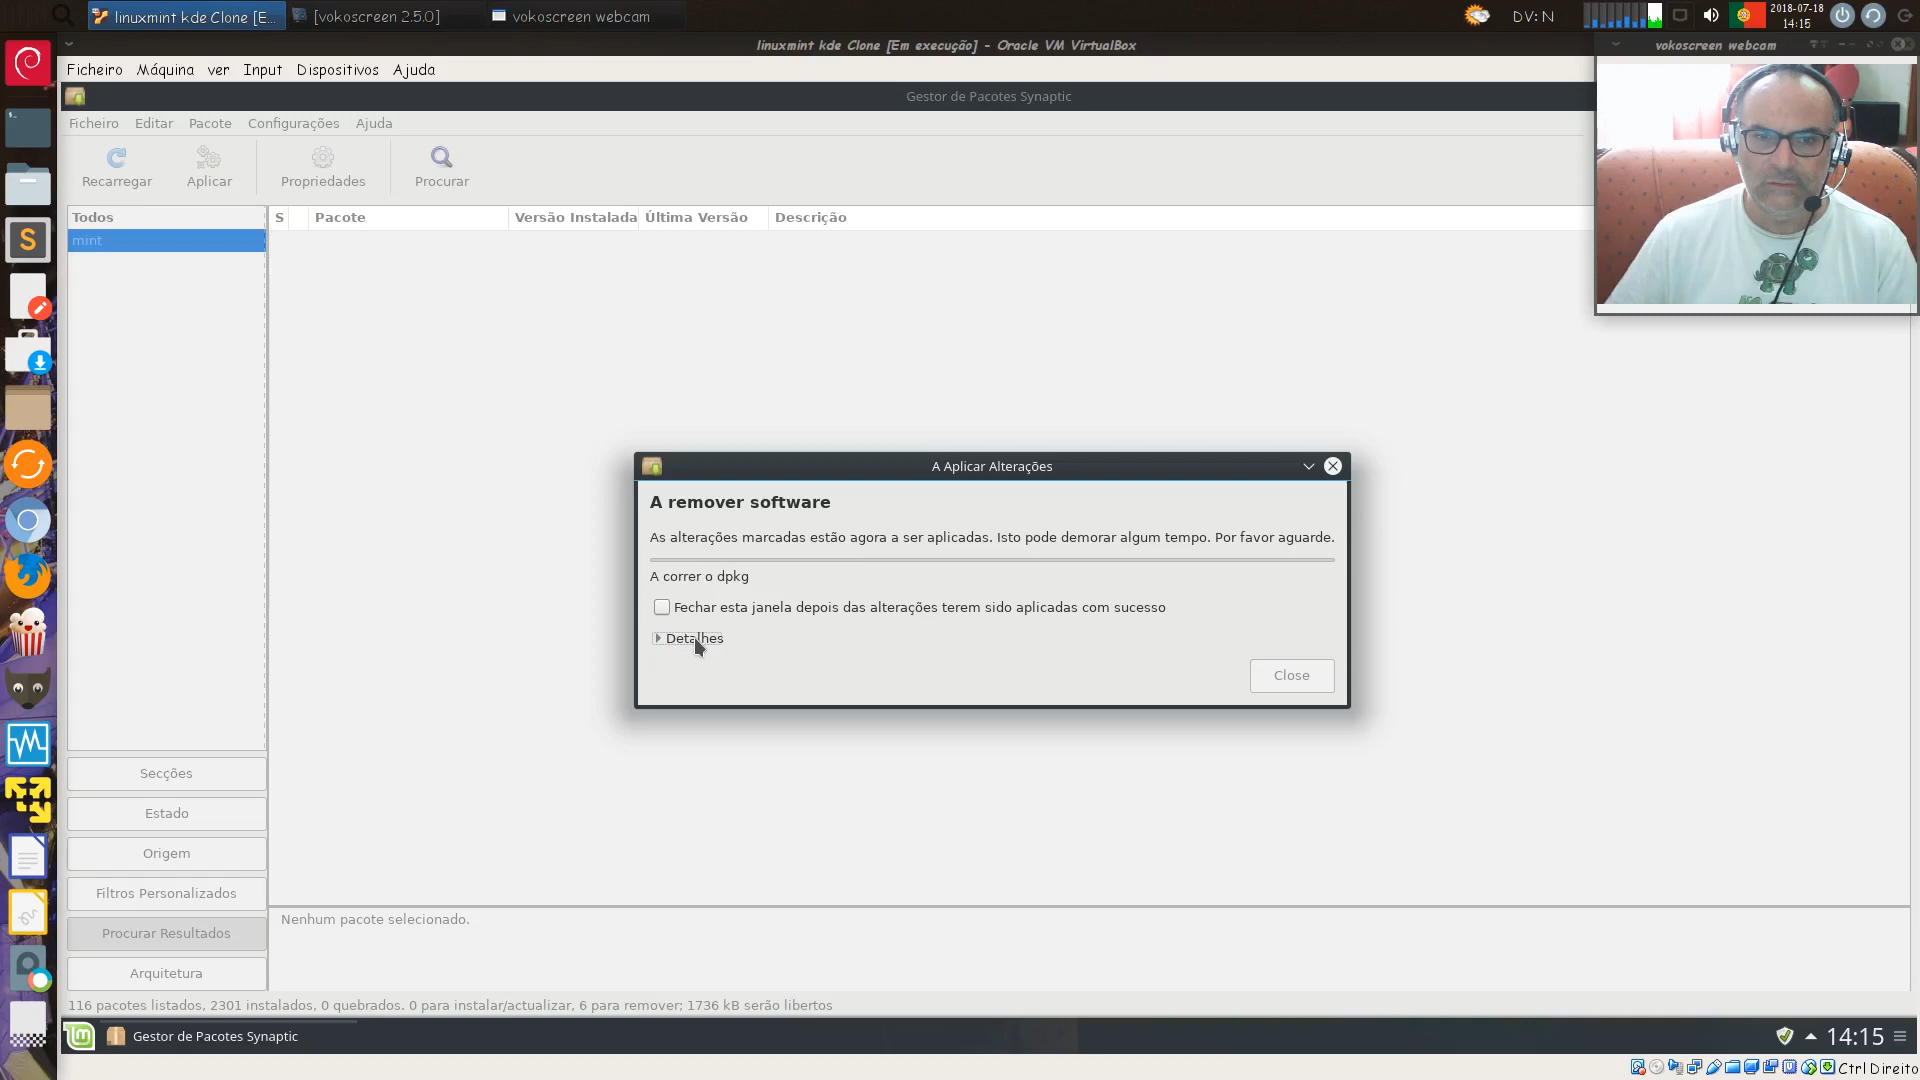 linuxmint kde Clone [E...
[vokoscreen 2.5.0]
vokoscreen webcam
DV: N
2018-07-18
14:15
linuxmint kde Clone [Em execução] - Oracle VM VirtualBox
vokoscreen webcam
Ficheiro Máquina ver Input Dispositivos Ajuda
Gestor de Pacotes Synaptic
Ficheiro Editar Pacote Configurações Ajuda
Recarregar Aplicar Propriedades Procurar
Todos
S Pacote Versão Instalada Última Versão Descrição
mint
A Aplicar Alterações
A remover software
As alterações marcadas estão agora a ser aplicadas. Isto pode demorar algum tempo. Por favor aguarde.
A correr o dpkg
Fechar esta janela depois das alterações terem sido aplicadas com sucesso
Detalhes
Close
Secções
Estado
Origem
Filtros Personalizados
Procurar Resultados
Arquitetura
Nenhum pacote selecionado.
116 pacotes listados, 2301 instalados, 0 quebrados. 0 para instalar/actualizar, 6 para remover; 1736 kB serão libertos
Gestor de Pacotes Synaptic
14:15
Ctrl Direito